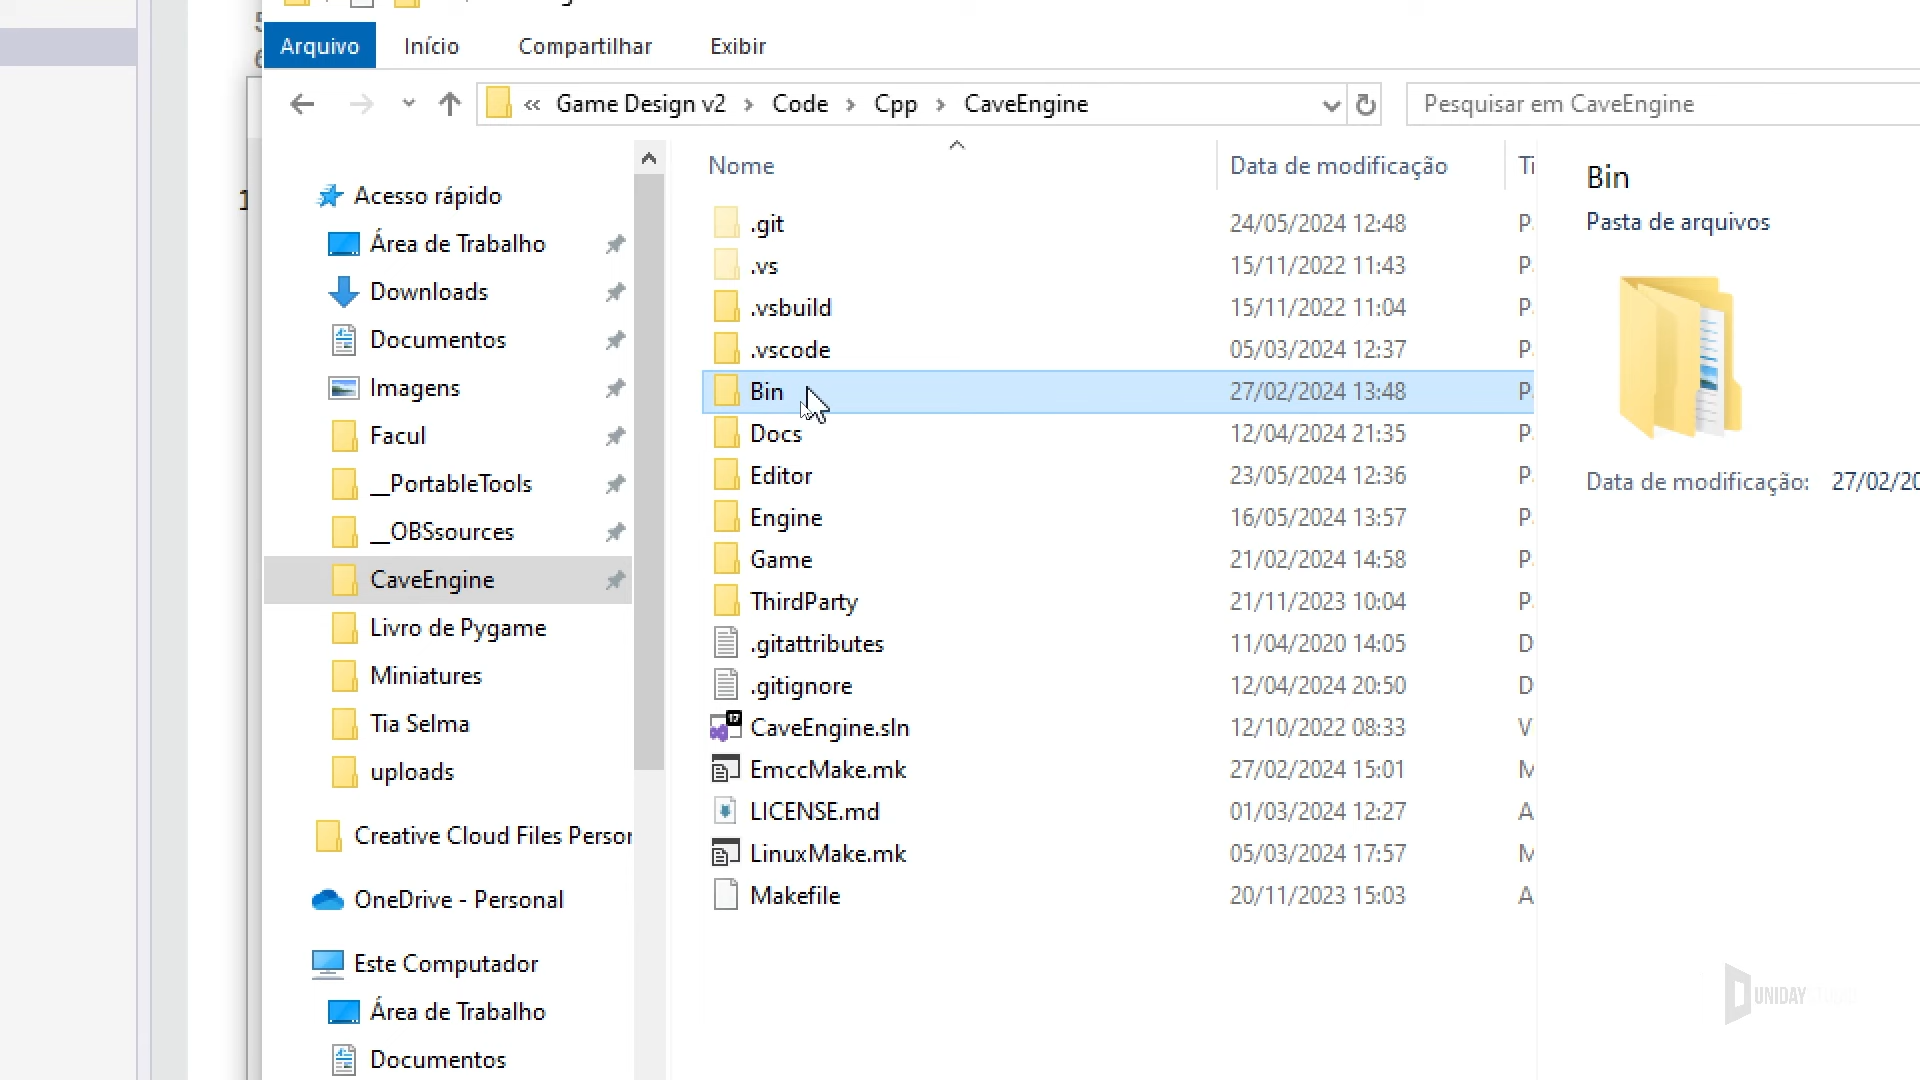 Arquivo Início Compartilhar Exibir
« Game Design v2 › Code › Cpp › CaveEngine Pesquisar em CaveEngine
Nome Data de modificação
Acesso rápido
Área de Trabalho
Downloads
Documentos
Imagens
Facul
__PortableTools
__OBSsources
CaveEngine
Livro de Pygame
Miniatures
Tia Selma
uploads
Creative Cloud Files
OneDrive - Personal
Este Computador
Área de Trabalho
Documentos
.git 24/05/2024 12:48
.vs 15/11/2022 11:43
.vsbuild 15/11/2022 11:04
.vscode 05/03/2024 12:37
Bin 27/02/2024 13:48
Docs 12/04/2024 21:35
Editor 23/05/2024 12:36
Engine 16/05/2024 13:57
Game 21/02/2024 14:58
ThirdParty 21/11/2023 10:04
.gitattributes 11/04/2020 14:05
.gitignore 12/04/2024 20:50
CaveEngine.sln 12/10/2022 08:33
EmccMake.mk 27/02/2024 15:01
LICENSE.md 01/03/2024 12:27
LinuxMake.mk 05/03/2024 17:57
Makefile 20/11/2023 15:03
Bin
Pasta de arquivos
Data de modificação: 27/02/20
UNIDAY